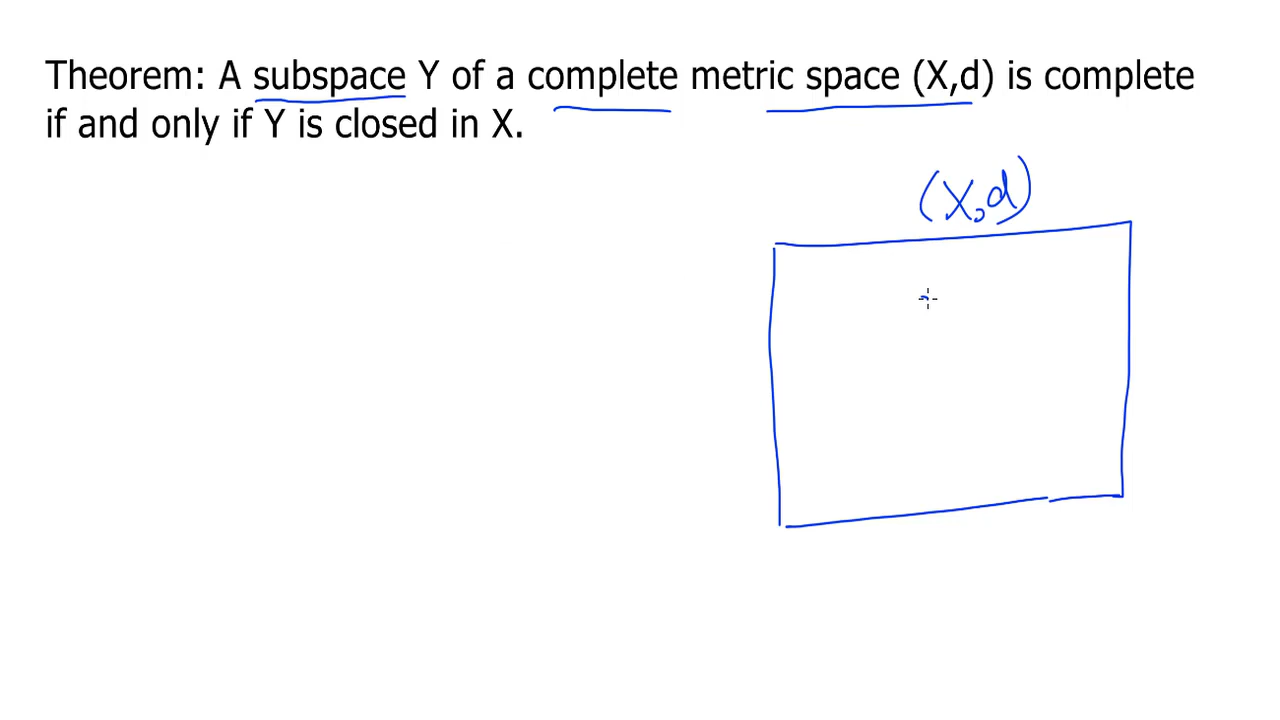 Theorem: A subspace Y of a complete metric space (X,d) is complete
if and only if Y is closed in X.
(X,d)